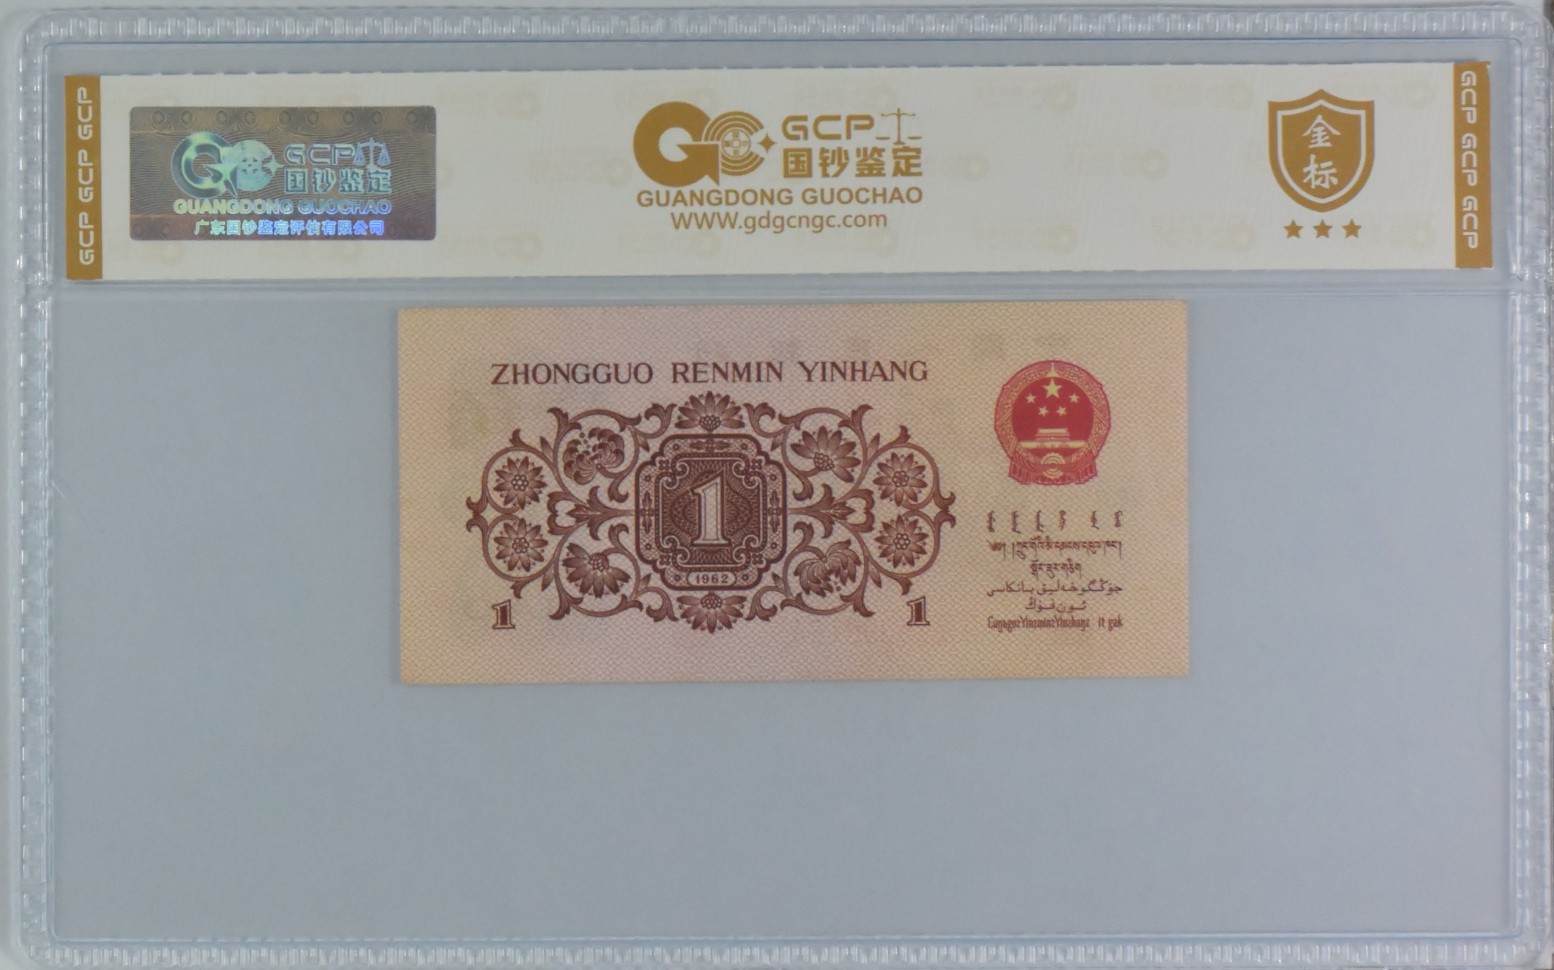 GCP GCP GCP
GCP 国钞鉴定
GUANGDONG GUOCHAO
广东国钞鉴定评估有限公司
GCP
国钞鉴定
GUANGDONG GUOCHAO
WWW.gdgcngc.com
金标
GCP GCP GCP
ZHONGGUO RENMIN YINHANG
1
1962
1
1